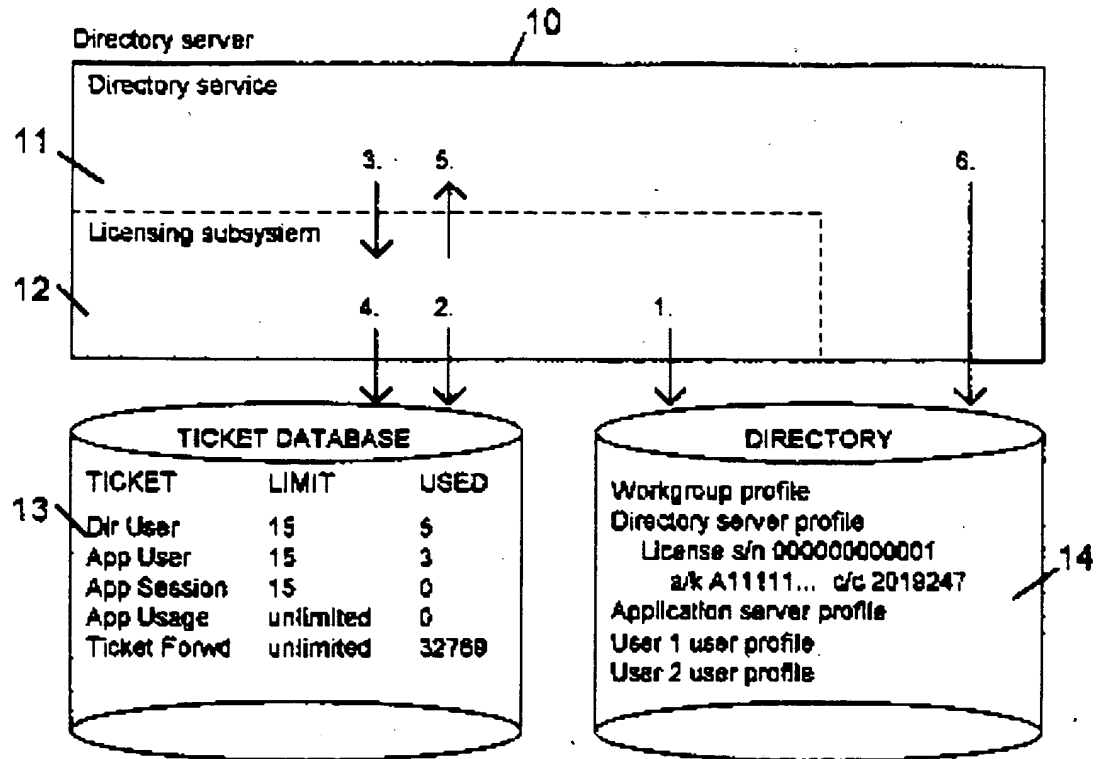 10
Directory server
Directory service
11
3. 5. 6.
Licensing subsystem
12
4. 2. 1.
TICKET DATABASE
TICKET LIMIT USED
13
Dir User 15 5
App User 15 3
App Session 15 0
App Usage unlimited 0
Ticket Forwd unlimited 32769
DIRECTORY
Workgroup profile
Directory server profile
License s/n 000000000001
a/k A11111... c/c 2019247
14
Application server profile
User 1 user profile
User 2 user profile